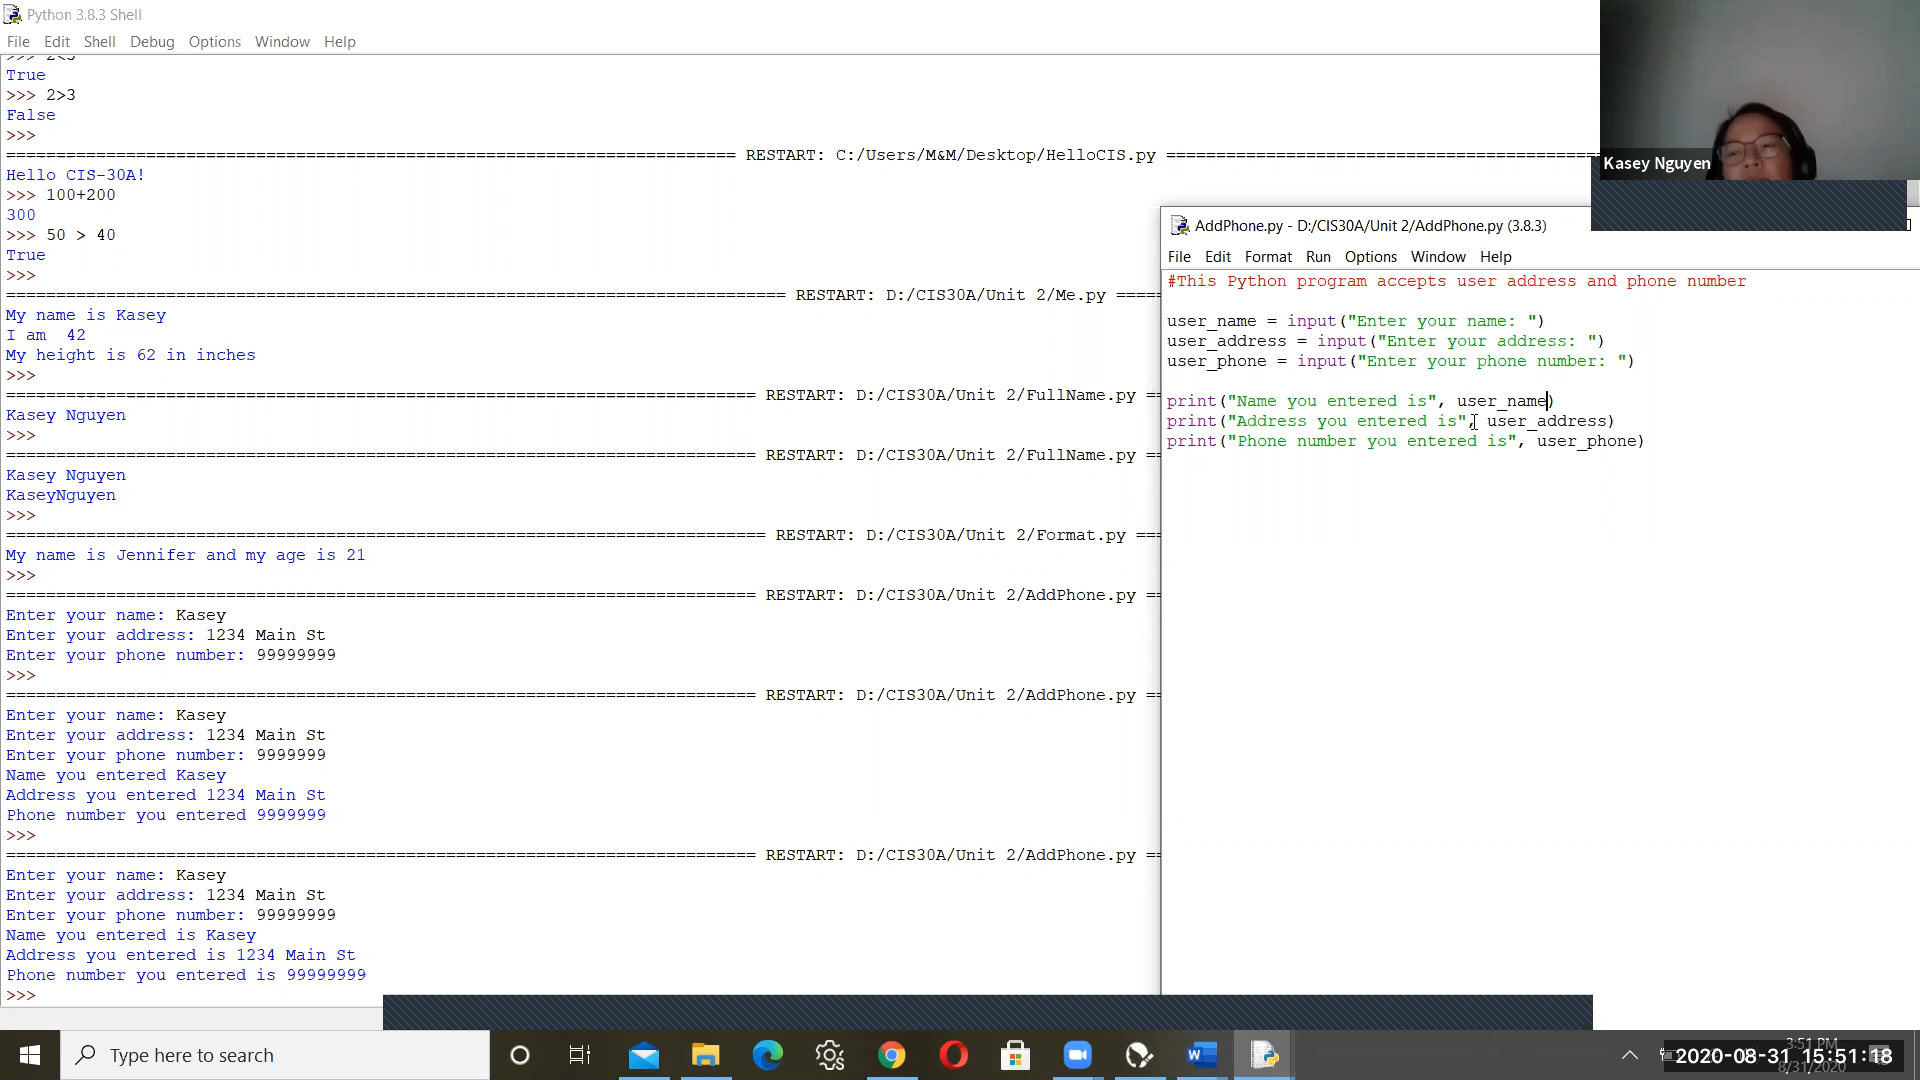 Python 3.8.3 Shell
File Edit Shell Debug Options Window Help
True
>>> 2>3
False
>>>
========================================================================= RESTART: C:/Users/M&M/Desktop/HelloCIS.py ===========================================
Hello CIS-30A!
>>> 100+200
300
>>> 50 > 40
True
>>>
============================================================================== RESTART: D:/CIS30A/Unit 2/Me.py =====
My name is Kasey
I am  42
My height is 62 in inches
>>>
=========================================================================== RESTART: D:/CIS30A/Unit 2/FullName.py ==
Kasey Nguyen
>>>
=========================================================================== RESTART: D:/CIS30A/Unit 2/FullName.py ==
Kasey Nguyen
KaseyNguyen
>>>
============================================================================ RESTART: D:/CIS30A/Unit 2/Format.py ===
My name is Jennifer and my age is 21
>>>
=========================================================================== RESTART: D:/CIS30A/Unit 2/AddPhone.py ==
Enter your name: Kasey
Enter your address: 1234 Main St
Enter your phone number: 99999999
>>>
=========================================================================== RESTART: D:/CIS30A/Unit 2/AddPhone.py ==
Enter your name: Kasey
Enter your address: 1234 Main St
Enter your phone number: 9999999
Name you entered Kasey
Address you entered 1234 Main St
Phone number you entered 9999999
>>>
=========================================================================== RESTART: D:/CIS30A/Unit 2/AddPhone.py ==
Enter your name: Kasey
Enter your address: 1234 Main St
Enter your phone number: 99999999
Name you entered is Kasey
Address you entered is 1234 Main St
Phone number you entered is 99999999
>>>
Kasey Nguyen
AddPhone.py - D:/CIS30A/Unit 2/AddPhone.py (3.8.3)
File Edit Format Run Options Window Help
#This Python program accepts user address and phone number
user_name = input("Enter your name: ")
user_address = input("Enter your address: ")
user_phone = input("Enter your phone number: ")
print("Name you entered is", user_name)
print("Address you entered is", user_address)
print("Phone number you entered is", user_phone)
Type here to search
3:51 PM
2020-08-31 15:51:18
8/31/2020